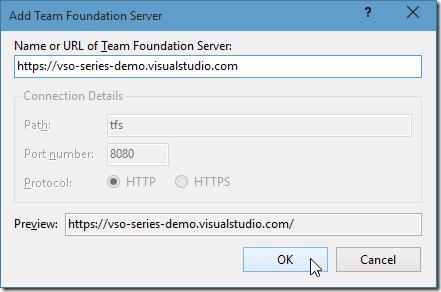 Add Team Foundation Server
?
Name or URL of Team Foundation Server:
https://vso-series-demo.visualstudio.com
Connection Details
Path: tfs
Port number: 8080
Protocol: HTTP HTTPS
Preview: https://vso-series-demo.visualstudio.com/
OK Cancel